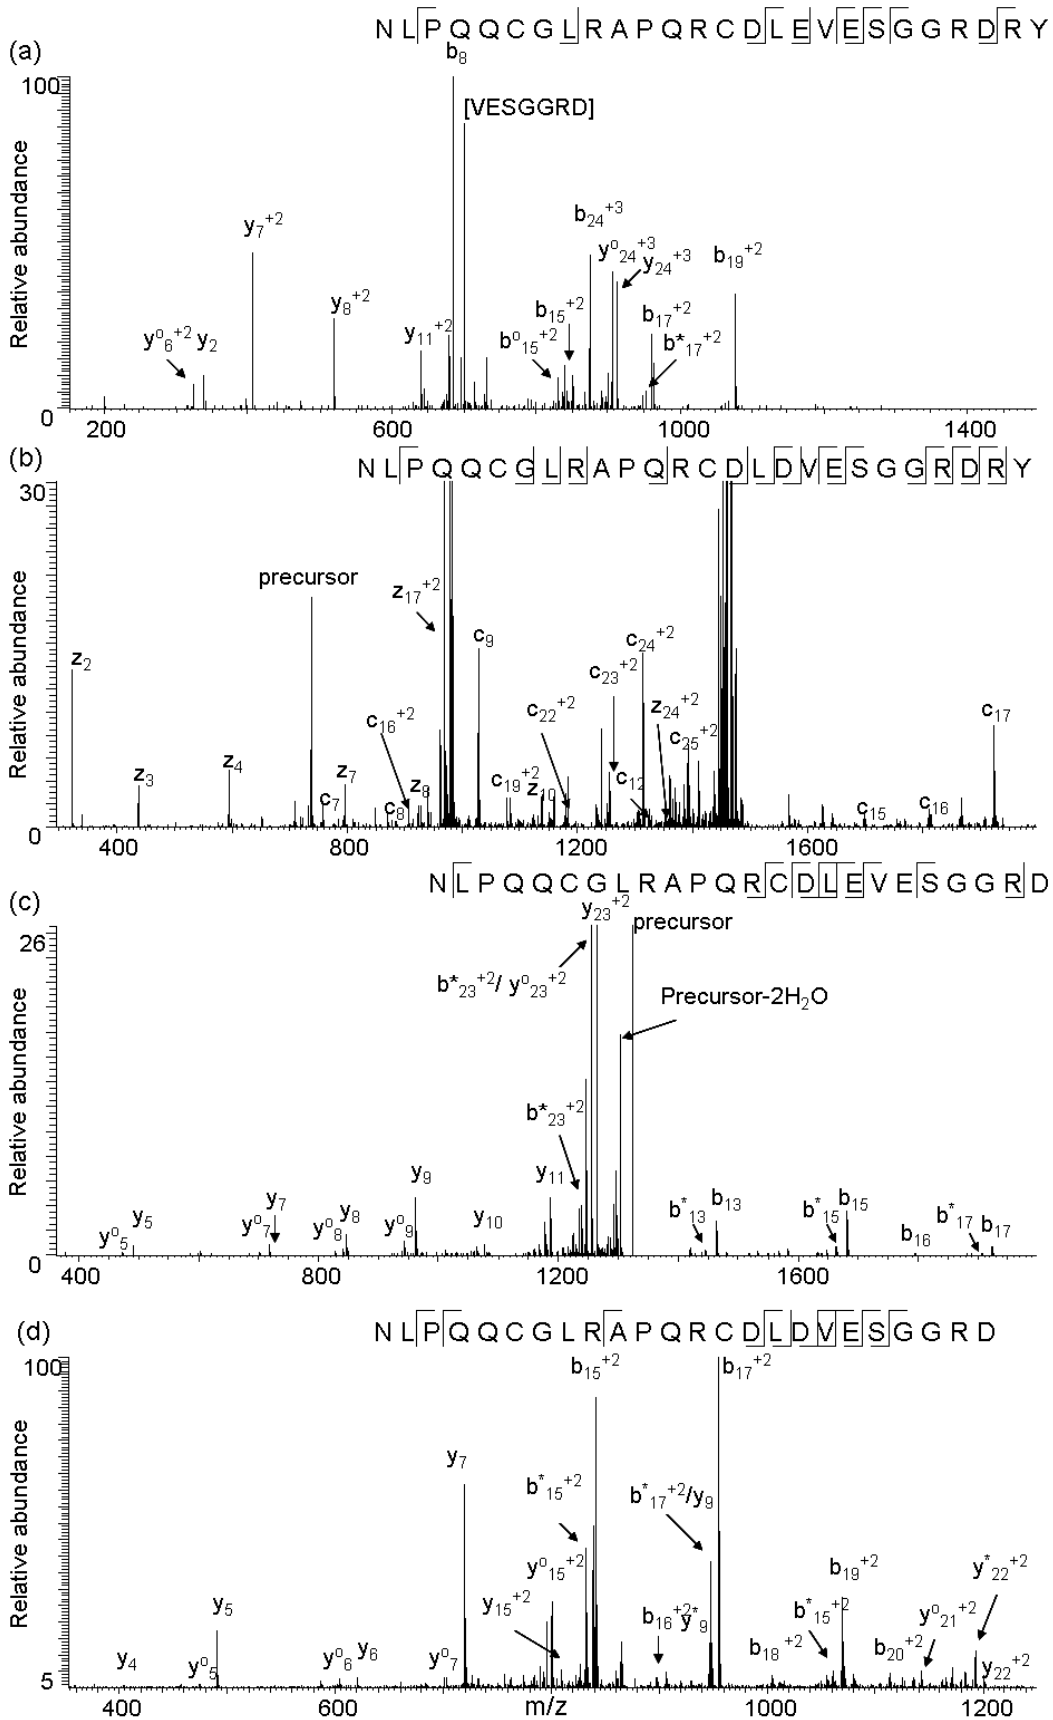 NLPQQCGLRAPQRCDLEVESGGRDRY
(a)
b8
100
[VESGGRD]
b24+3
y7+2
yo24+3
y24+3
b19+2
y8+2
b15+2
b17+2
yo6+2 y2
y11+2
bo15+2
b*17+2
Relative abundance
0
200 600 1000 1400
(b)
NLPQQCGLRAPQRCDLDVESGGRDRY
30
precursor
z17+2
z2
c9
c24+2
c23+2
c22+2
z24+2
c16+2
c25+2
c17
z3
z4
z7
c7
c8
z8
c19+2
z10
c12
c15
c16
Relative abundance
0
400 800 1200 1600
NLPQQCGLRAPQRCDLEVESGGRD
(c)
y23+2
precursor
26
b*23+2/ yo23+2
Precursor-2H2O
b*23+2
y9
y11
y7
yo5
y5
yo7
yo8
y8
yo9
y10
b*13
b13
b*15
b15
b16
b*17
b17
Relative abundance
0
400 800 1200 1600
(d)
NLPQQCGLRAPQRCDLDVESGGRD
100
b15+2
b17+2
y7
b*15+2
b*17+2/y9
yo15+2
b19+2
y*22+2
y5
y15+2
b16+2
y*9
b*15+2
yo21+2
y4
yo5
yo6
y6
yo7
b18+2
b20+2
y22+2
Relative abundance
5
400 600 m/z 1000 1200